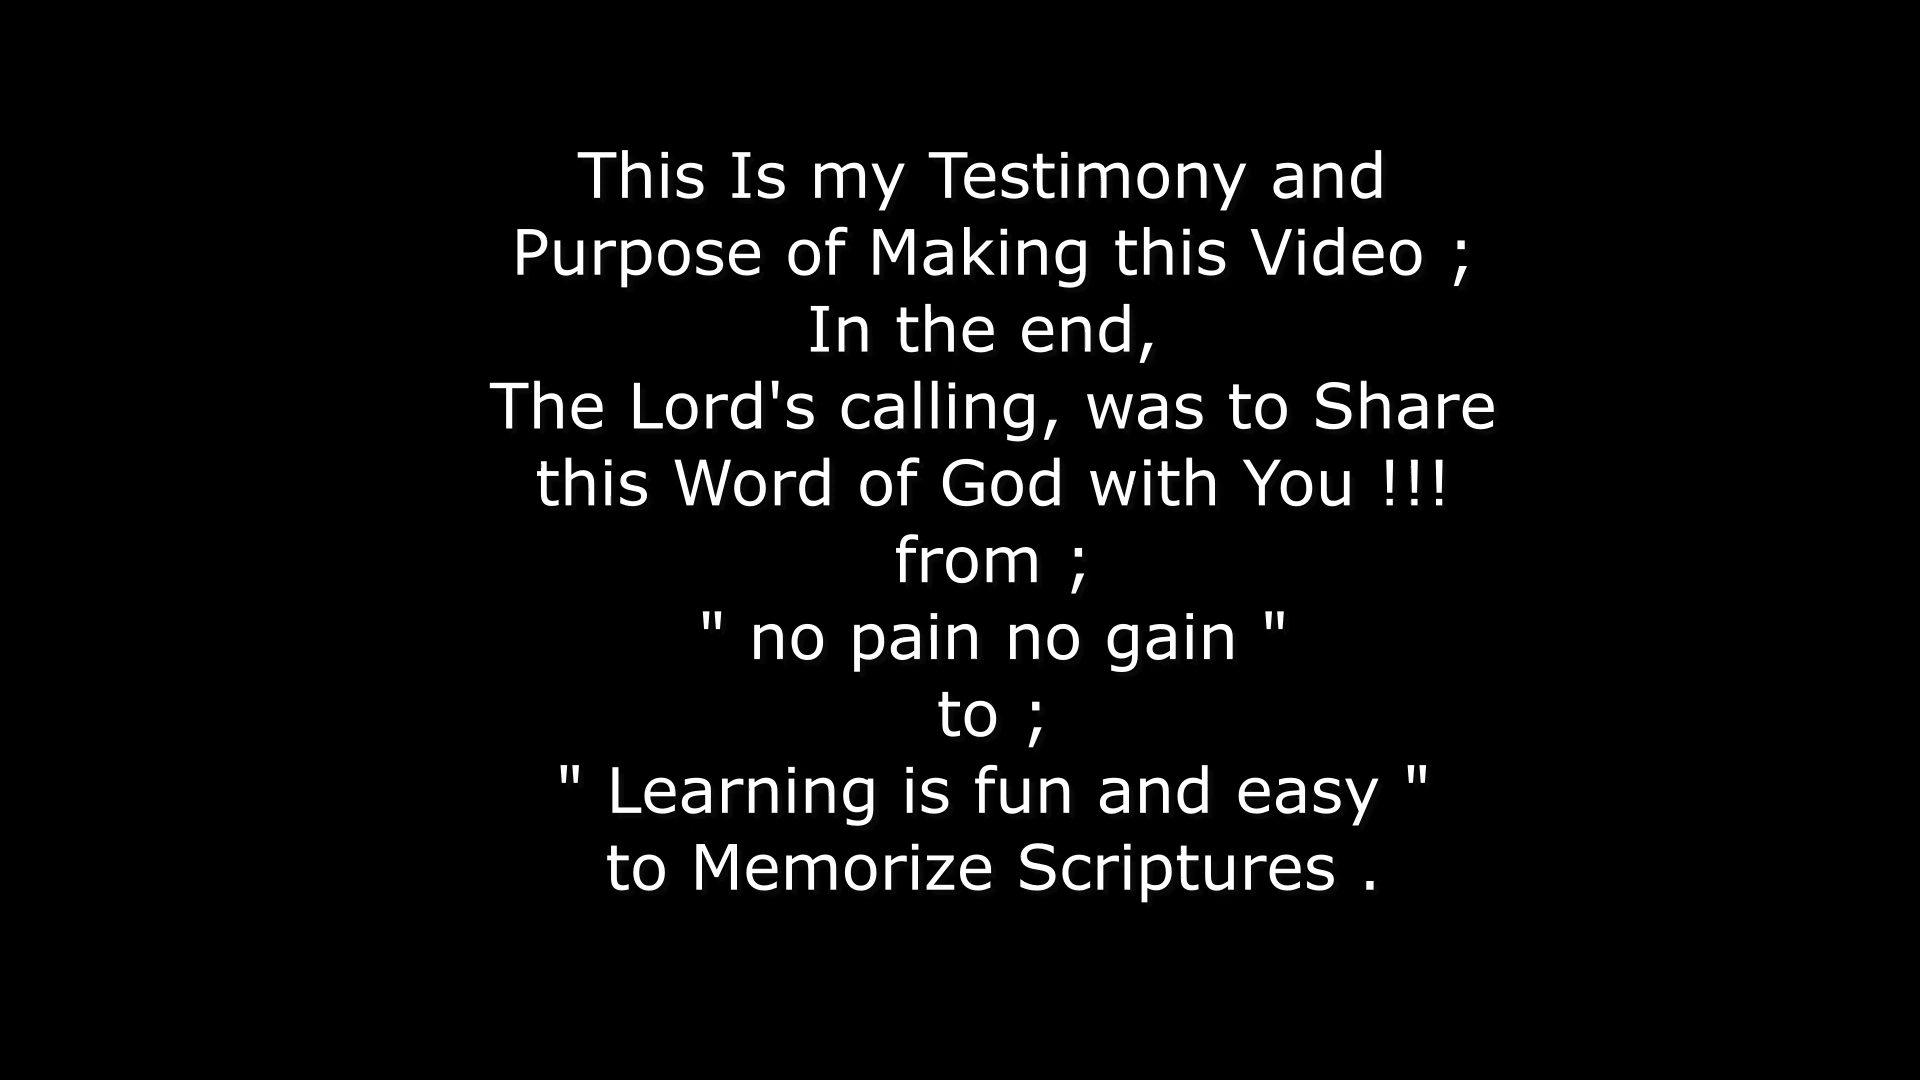 This Is my Testimony and
Purpose of Making this Video ;
In the end,
The Lord's calling, was to Share
this Word of God with You !!!
from ;
" no pain no gain "
to ;
" Learning is fun and easy "
to Memorize Scriptures .